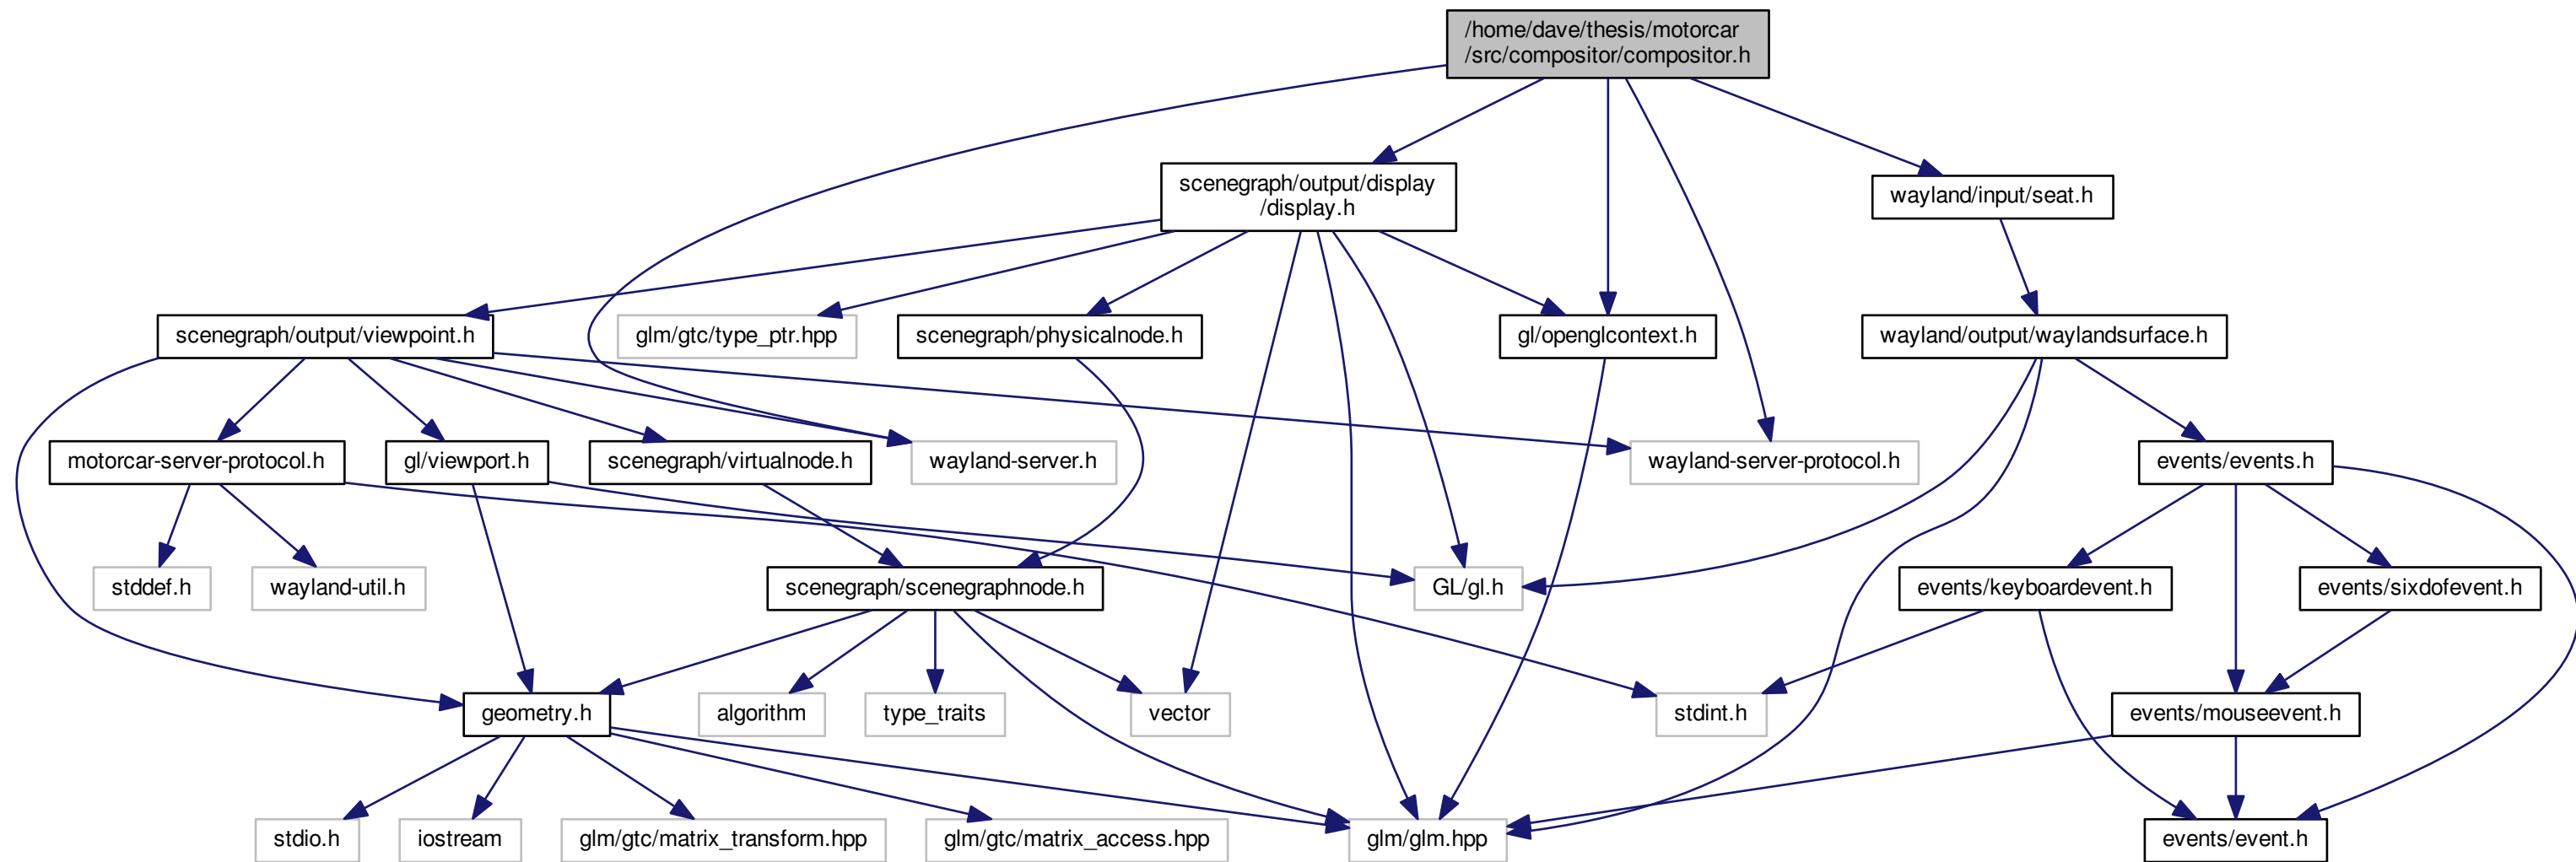 /home/dave/thesis/motorcar
/src/compositor/compositor.h
scenegraph/output/display
/display.h
wayland/input/seat.h
scenegraph/output/viewpoint.h
glm/gtc/type_ptr.hpp
scenegraph/physicalnode.h
gl/openglcontext.h
wayland/output/waylandsurface.h
motorcar-server-protocol.h
gl/viewport.h
scenegraph/virtualnode.h
wayland-server.h
wayland-server-protocol.h
events/events.h
stddef.h
wayland-util.h
scenegraph/scenegraphnode.h
GL/gl.h
events/keyboardevent.h
events/sixdofevent.h
geometry.h
algorithm
type_traits
vector
stdint.h
events/mouseevent.h
stdio.h
iostream
glm/gtc/matrix_transform.hpp
glm/gtc/matrix_access.hpp
glm/glm.hpp
events/event.h